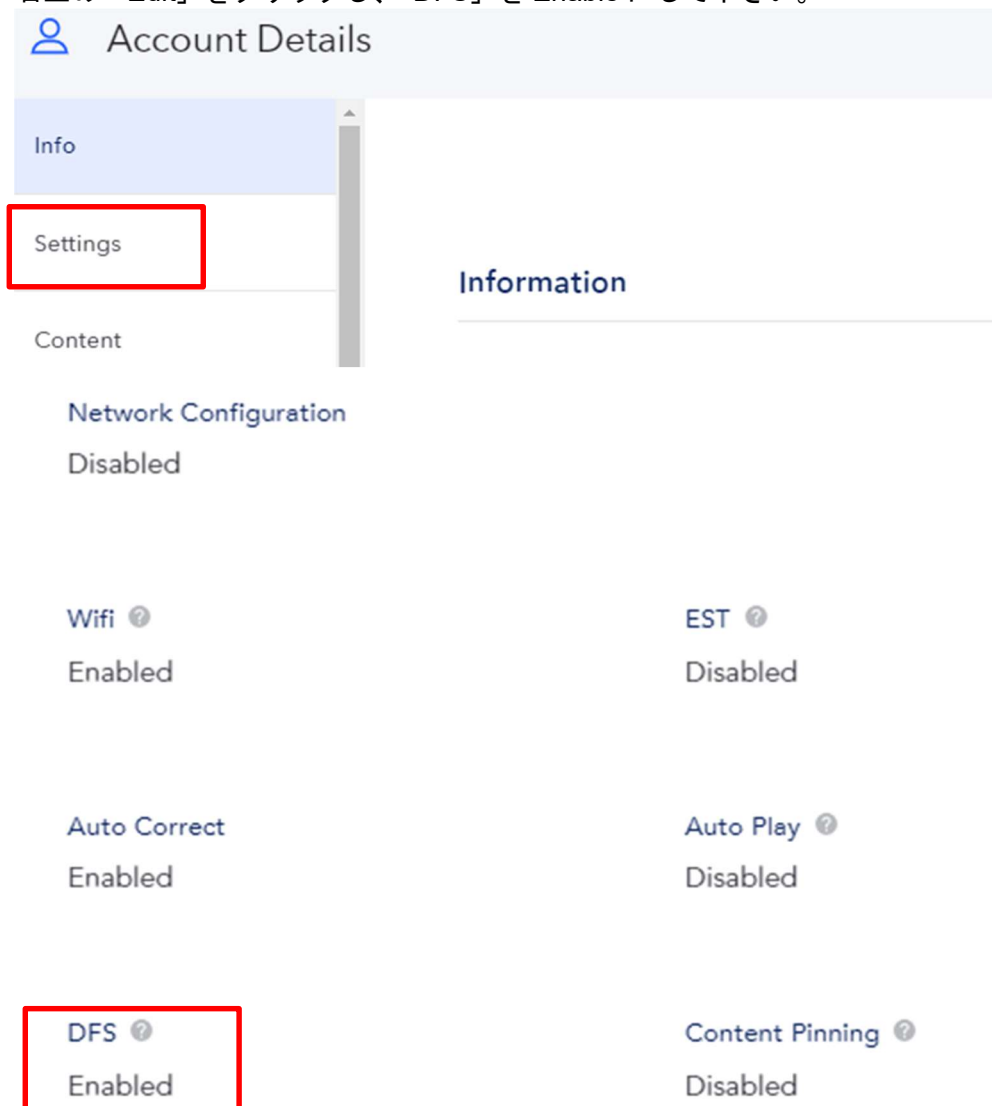 Account Details
Info
Settings
Information
Content
Network Configuration
Disabled
Wifi
EST
Enabled
Disabled
Auto Correct
Auto Play
Enabled
Disabled
DFS
Content Pinning
Enabled
Disabled